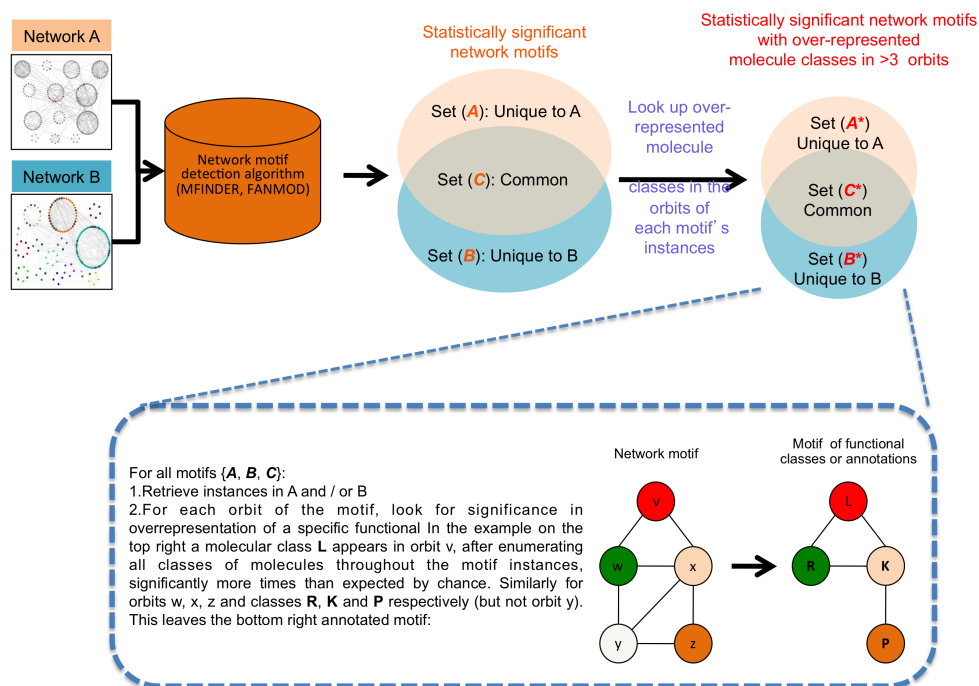 Network A
Network B
Network motif
detection algorithm
(MFINDER, FANMOD)
Statistically significant
network motifs
Set (A): Unique to A
Set (C): Common
Set (B): Unique to B
Look up over-
represented
molecule
classes in the
orbits of
each motif's
instances
Statistically significant network motifs
with over-represented
molecule classes in >3 orbits
Set (A*)
Unique to A
Set (C*)
Common
Set (B*)
Unique to B
For all motifs {A, B, C}:
1.Retrieve instances in A and / or B
2.For each orbit of the motif, look for significance in
overrepresentation of a specific functional In the example on the
top right a molecular class L appears in orbit v, after enumerating
all classes of molecules throughout the motif instances,
significantly more times than expected by chance. Similarly for
orbits w, x, z and classes R, K and P respectively (but not orbit y).
This leaves the bottom right annotated motif:
Network motif
v
w
x
y
z
Motif of functional
classes or annotations
L
R
K
P